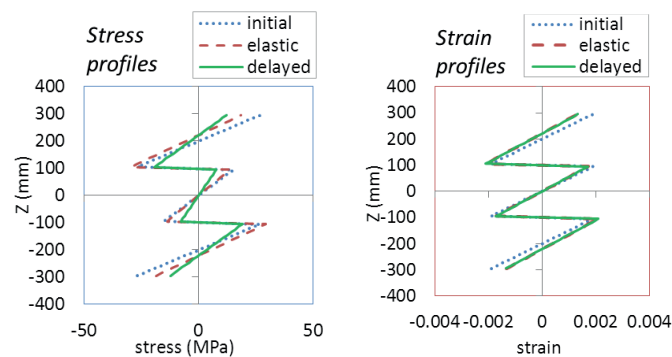 Stress
profiles
initial
elastic
delayed
400
300
200
100
0
-100
-200
-300
-400
Z (mm)
-50
0
50
stress (MPa)
Strain
profiles
initial
elastic
delayed
400
300
200
100
0
-100
-200
-300
-400
Z (mm)
-0.004
-0.002
0
0.002
0.004
strain